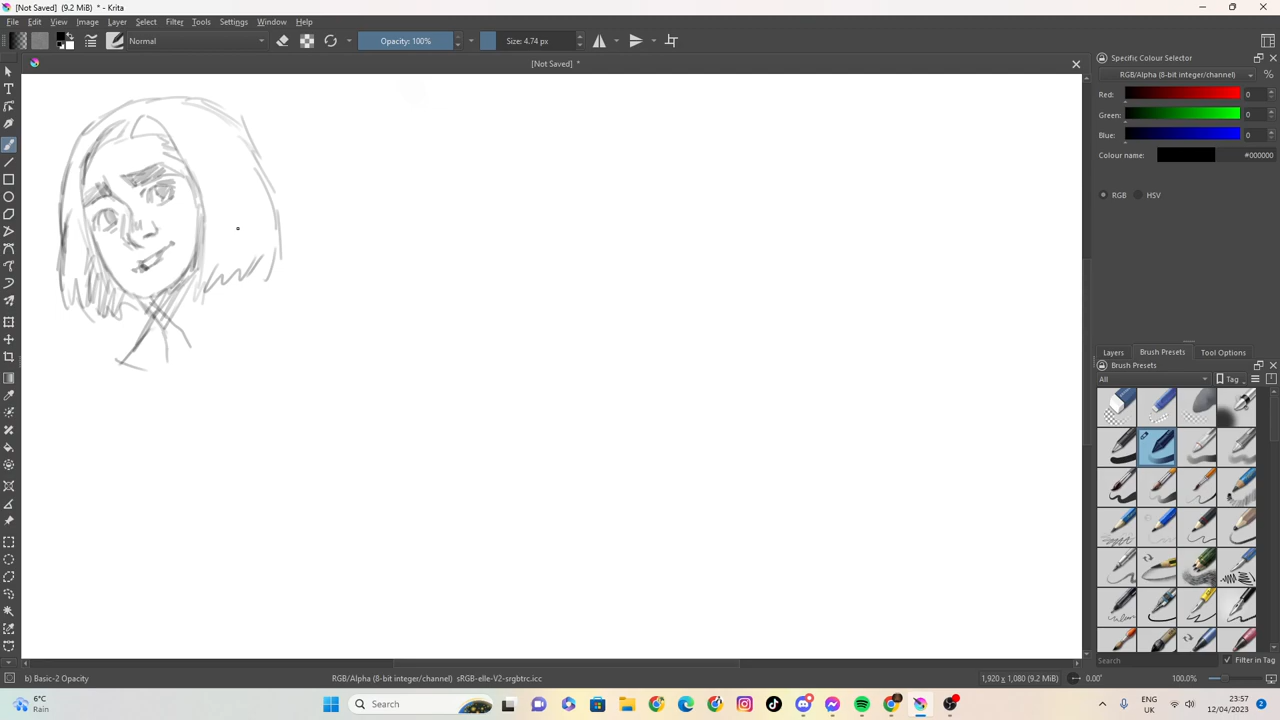 [Not Saved] (9.2 MiB) * - Krita
File Edit View Image Layer Select Filter Tools Settings Window Help
Normal
Opacity: 100%
Size: 4.74 px
[Not Saved] *
Specific Colour Selector
RGB/Alpha (8-bit integer/channel)
Red: 0
Green: 0
Blue: 0
Colour name: #000000
RGB HSV
Layers Brush Presets Tool Options
Brush Presets
All Tag
Search Filter in Tag
b) Basic-2 Opacity RGB/Alpha (8-bit integer/channel) sRGB-elle-V2-srgbtrc.icc 1,920 x 1,080 (9.2 MiB) 0.00° 100.0%
6°C
Rain
Search
ENG
UK
23:57
12/04/2023
2